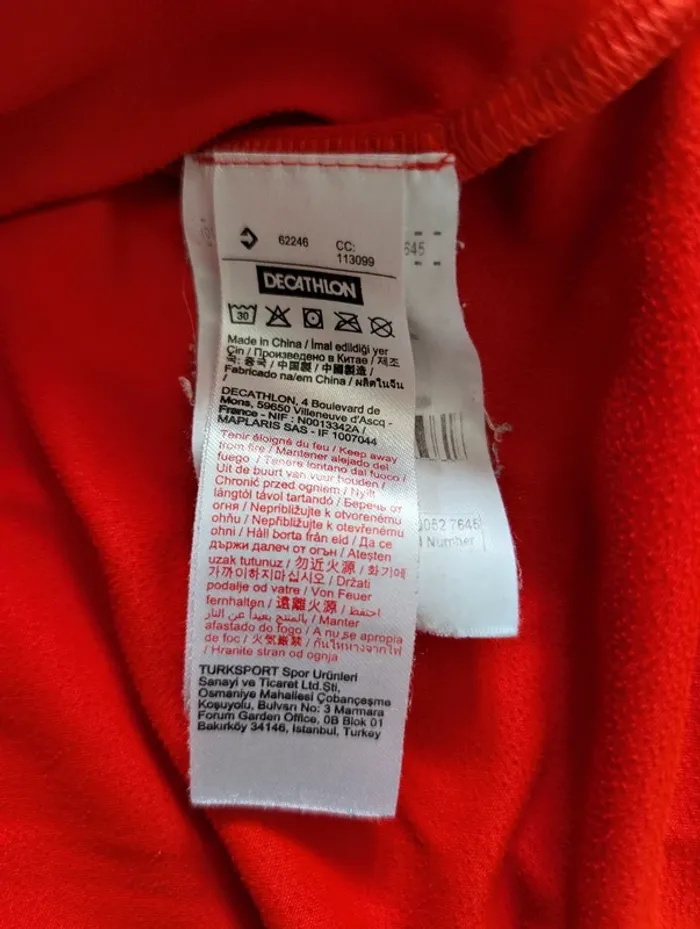 62246
CC:
113099
645
DECATHLON
30
Made in China / İmal edildiği yer
Çin / Произведено в Китае / 제조
국: 중국 / 中国製 / 中國製造 /
Fabricado na/em China / ผลิตในจีน
/
DECATHLON, 4 Boulevard de
Mons, 59650 Villeneuve d'Ascq -
France - NIF : N0013342A /
MAPLARIS SAS - IF 1007044
Tenir éloigné du feu / Keep away
from fire / Mantener alejado del
fuego / Tenere lontano dal fuoco /
Uit de buurt van vuur houden /
Chronić przed ogniem / Nyílt
lángtól távol tartandó / Беречь от
огня / Nepribližujte k otvorenému
ohňu / Nepřibližujte k otevřenému
ohni / Håll borta från eld / Да се
държи далеч от огън / Ateşten
uzak tutunuz / 勿近火源 / 화기에
가까이하지마십시오 / Držati
podalje od vatre / Von Feuer
fernhalten / 遠離火源 / احتفظ
بالمنتج بعيدا عن النار / Manter
afastado do fogo / A nu se apropia
de foc / 火気厳禁 / กันให้ห่างจากไฟ
/ Hranite stran od ognja
TURKSPORT Spor Ürünleri
Sanayi ve Ticaret Ltd.Sti,
Osmaniye Mahallesi Çobançeşme
Koşuyolu, Bulvarı No: 3 Marmara
Forum Garden Office, 0B Blok 01
Bakırköy 34146, İstanbul, Turkey
0052 7646
Number